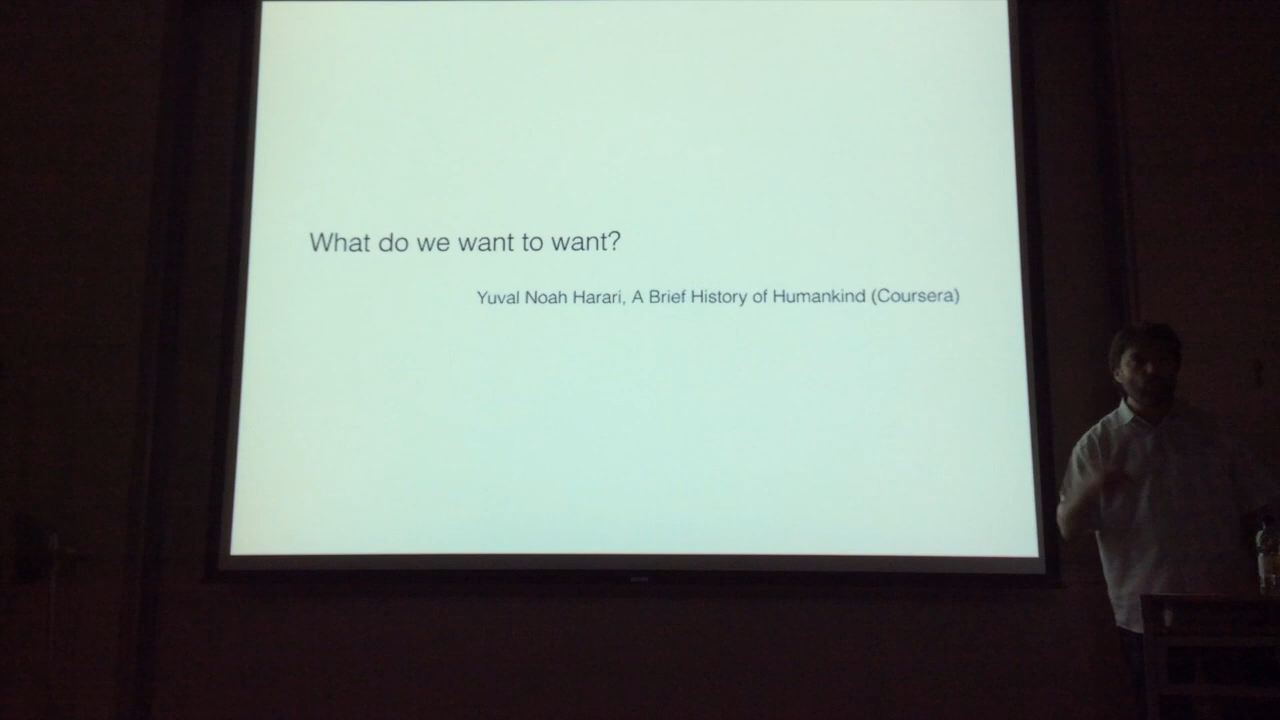 What do we want to want?
Yuval Noah Harari, A Brief History of Humankind (Coursera)